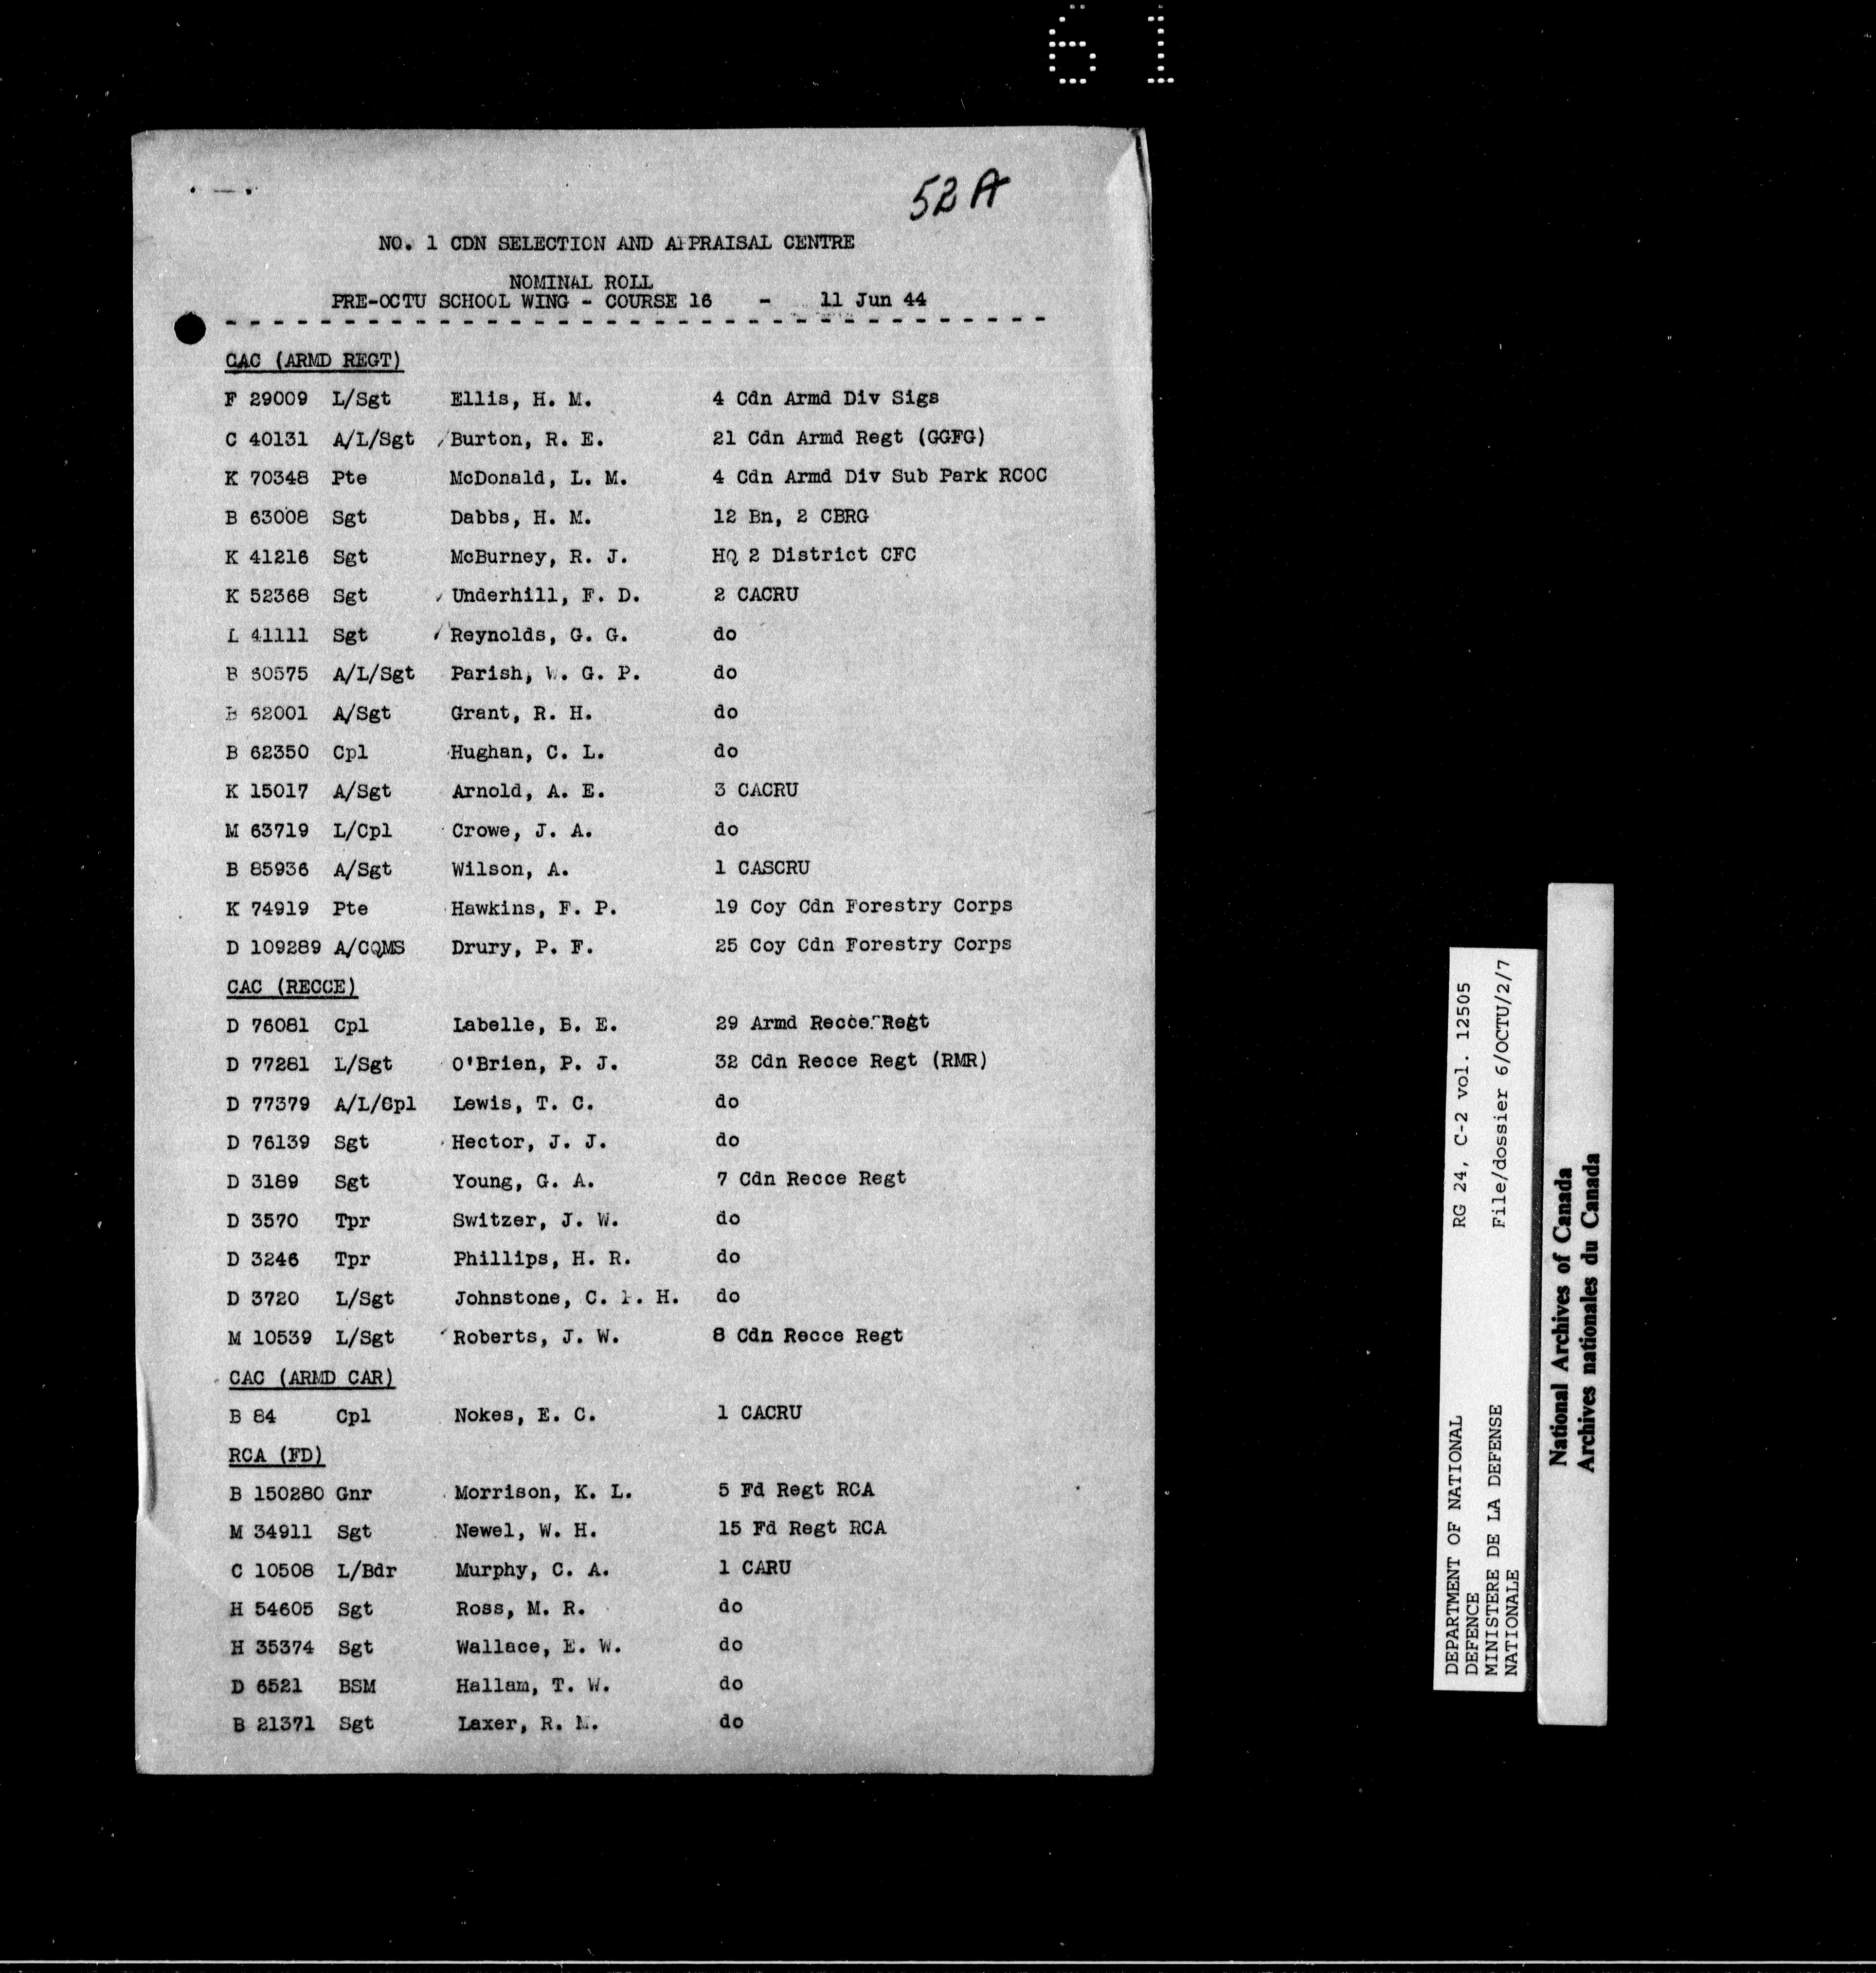 61
52A
NO. 1 CDN SELECTION AND APPRAISAL CENTRE
NOMINAL ROLL
PRE-OCTU SCHOOL WING - COURSE 16 - 11 Jun 44
CAC (ARMD REGT)
F 29009 L/Sgt Ellis, H. M. 4 Cdn Armd Div Sigs
C 40131 A/L/Sgt Burton, R. E. 21 Cdn Armd Regt (GGFG)
K 70348 Pte McDonald, L. M. 4 Cdn Armd Div Sub Park RCOC
B 63008 Sgt Dabbs, H. M. 12 Bn, 2 CBRG
K 41216 Sgt McBurney, R. J. HQ 2 District CFC
K 52368 Sgt Underhill, F. D. 2 CACRU
L 41111 Sgt Reynolds, G. G. do
B 60575 A/L/Sgt Parish, W. G. P. do
B 62001 A/Sgt Grant, R. H. do
B 62350 Cpl Hughan, C. L. do
K 15017 A/Sgt Arnold, A. E. 3 CACRU
M 63719 L/Cpl Crowe, J. A. do
B 85936 A/Sgt Wilson, A. 1 CASCRU
K 74919 Pte Hawkins, F. P. 19 Coy Cdn Forestry Corps
D 109289 A/CQMS Drury, P. F. 25 Coy Cdn Forestry Corps
CAC (RECCE)
D 76081 Cpl Labelle, B. E. 29 Armd Recce Regt
D 77281 L/Sgt O'Brien, P. J. 32 Cdn Recce Regt (RMR)
D 77379 A/L/Cpl Lewis, T. C. do
D 76139 Sgt Hector, J. J. do
D 3189 Sgt Young, G. A. 7 Cdn Recce Regt
D 3570 Tpr Switzer, J. W. do
D 3246 Tpr Phillips, H. R. do
D 3720 L/Sgt Johnstone, C. H. do
M 10539 L/Sgt Roberts, J. W. 8 Cdn Recce Regt
CAC (ARMD CAR)
B 84 Cpl Nokes, E. C. 1 CACRU
RCA (FD)
B 150280 Gnr Morrison, K. L. 5 Fd Regt RCA
M 34911 Sgt Newel, W. H. 15 Fd Regt RCA
C 10508 L/Bdr Murphy, C. A. 1 CARU
H 54605 Sgt Ross, M. R. do
H 35374 Sgt Wallace, E. W. do
D 6521 BSM Hallam, T. W. do
B 21371 Sgt Laxer, R. M. do
DEPARTMENT OF NATIONAL RG 24, C-2 vol. 12505
DEFENCE
MINISTERE DE LA DEFENSE File/dossier 6/OCTU/2/7
NATIONALE
National Archives of Canada
Archives nationales du Canada